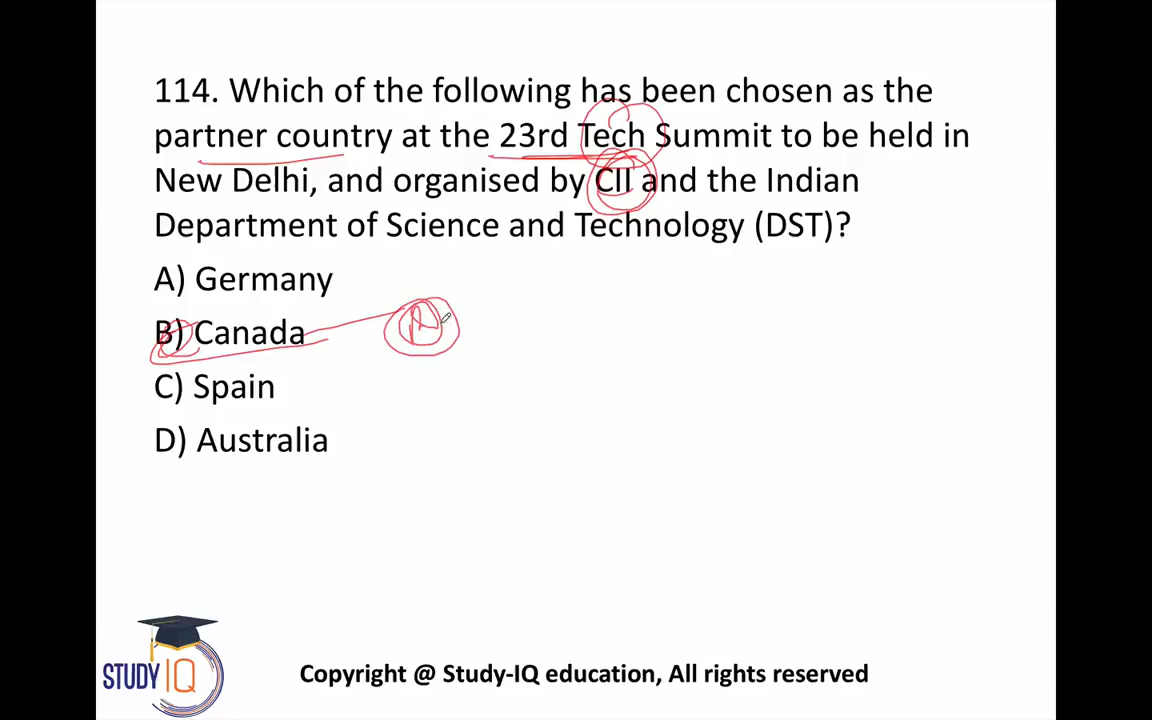 114. Which of the following has been chosen as the
partner country at the 23rd Tech Summit to be held in
New Delhi, and organised by CII and the Indian
Department of Science and Technology (DST)?
A) Germany
B) Canada
C) Spain
D) Australia
STUDY IQ
Copyright @ Study-IQ education, All rights reserved